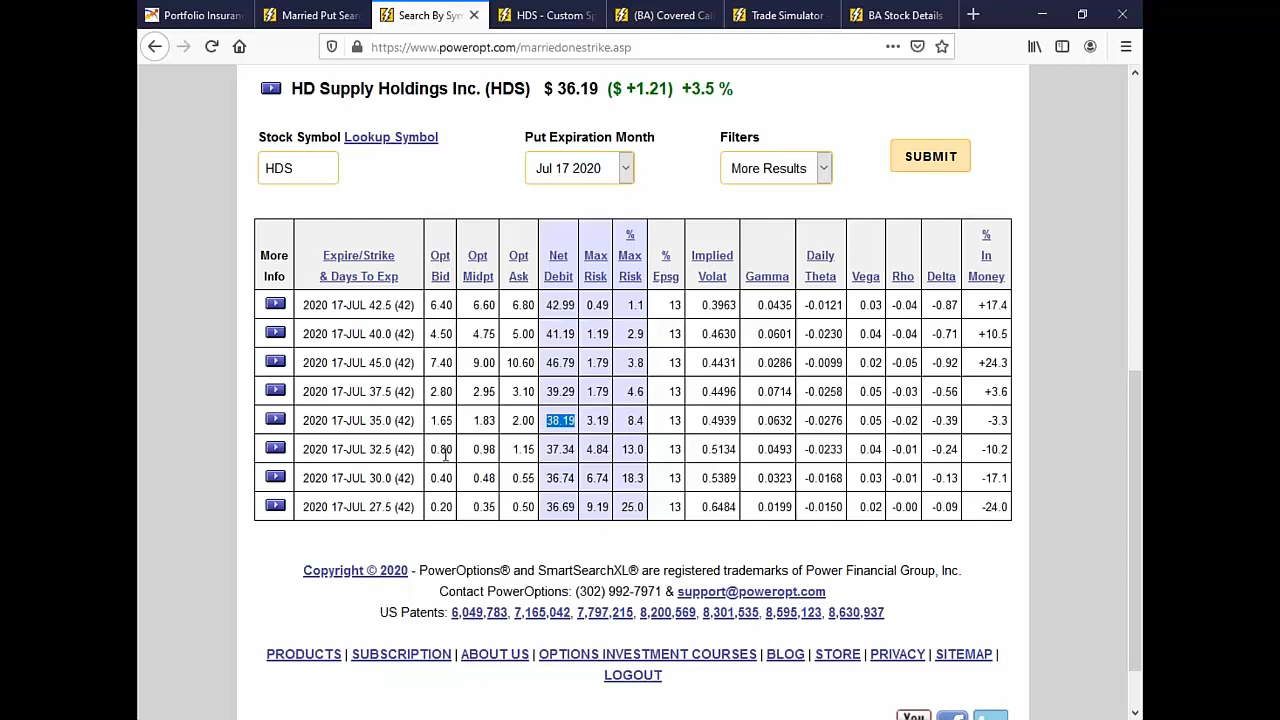 Portfolio Insuran
Married Put Sear
Search By Sym
HDS - Custom Sp
(BA) Covered Cal
Trade Simulator
BA Stock Details
https://www.poweropt.com/marriedonestrike.asp
HD Supply Holdings Inc. (HDS) $ 36.19 ($ +1.21) +3.5 %
Stock Symbol Lookup Symbol Put Expiration Month Filters
HDS Jul 17 2020 More Results SUBMIT
More Info Expire/Strike & Days To Exp Opt Bid Opt Midpt Opt Ask Net Debit Max Risk % Max Risk % Epsg Implied Volat Gamma Daily Theta Vega Rho Delta % In Money
2020 17-JUL 42.5 (42) 6.40 6.60 6.80 42.99 0.49 1.1 13 0.3963 0.0435 -0.0121 0.03 -0.04 -0.87 +17.4
2020 17-JUL 40.0 (42) 4.50 4.75 5.00 41.19 1.19 2.9 13 0.4630 0.0601 -0.0230 0.04 -0.04 -0.71 +10.5
2020 17-JUL 45.0 (42) 7.40 9.00 10.60 46.79 1.79 3.8 13 0.4431 0.0286 -0.0099 0.02 -0.05 -0.92 +24.3
2020 17-JUL 37.5 (42) 2.80 2.95 3.10 39.29 1.79 4.6 13 0.4496 0.0714 -0.0258 0.05 -0.03 -0.56 +3.6
2020 17-JUL 35.0 (42) 1.65 1.83 2.00 38.19 3.19 8.4 13 0.4939 0.0632 -0.0276 0.05 -0.02 -0.39 -3.3
2020 17-JUL 32.5 (42) 0.80 0.98 1.15 37.34 4.84 13.0 13 0.5134 0.0493 -0.0233 0.04 -0.01 -0.24 -10.2
2020 17-JUL 30.0 (42) 0.40 0.48 0.55 36.74 6.74 18.3 13 0.5389 0.0323 -0.0168 0.03 -0.01 -0.13 -17.1
2020 17-JUL 27.5 (42) 0.20 0.35 0.50 36.69 9.19 25.0 13 0.6484 0.0199 -0.0150 0.02 -0.00 -0.09 -24.0
Copyright © 2020 - PowerOptions® and SmartSearchXL® are registered trademarks of Power Financial Group, Inc.
Contact PowerOptions: (302) 992-7971 & support@poweropt.com
US Patents: 6,049,783, 7,165,042, 7,797,215, 8,200,569, 8,301,535, 8,595,123, 8,630,937
PRODUCTS | SUBSCRIPTION | ABOUT US | OPTIONS INVESTMENT COURSES | BLOG | STORE | PRIVACY | SITEMAP |
LOGOUT
You